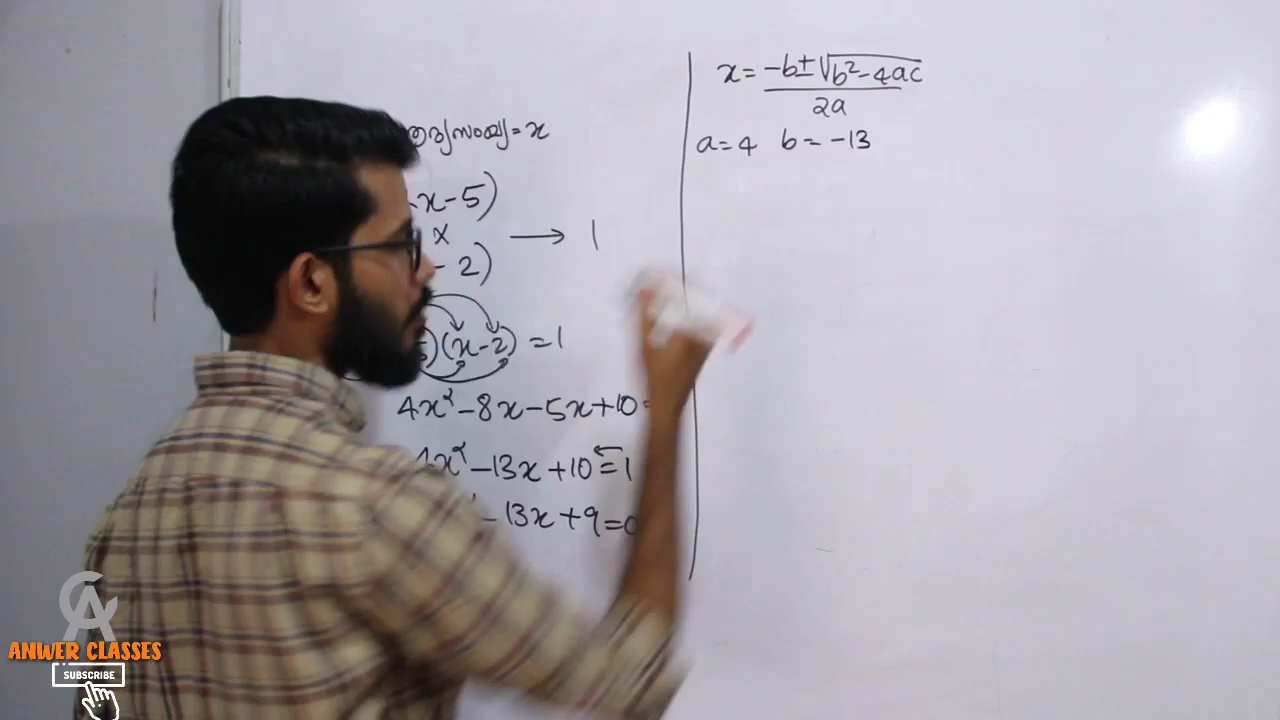 = x
x-5)
x → 1
- 2)
)(x-2) = 1
4x² - 8x - 5x + 10 =
4x² - 13x + 10 = 1
- 13x + 9 = 0
x = (-b ± √(b² - 4ac)) / 2a
a = 4 b = -13
ANWER CLASSES
SUBSCRIBE